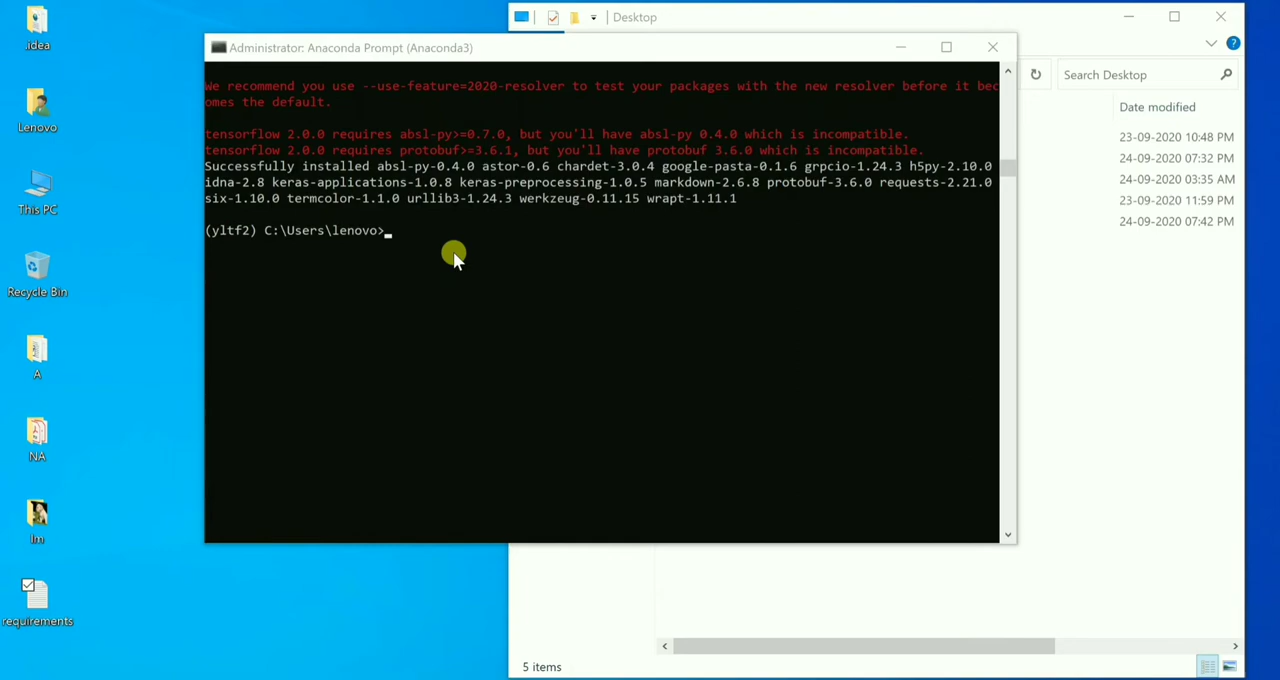 .idea
Lenovo
This PC
Recycle Bin
A
NA
Im
requirements
Desktop
Search Desktop
Date modified
23-09-2020 10:48 PM
24-09-2020 07:32 PM
24-09-2020 03:35 AM
23-09-2020 11:59 PM
24-09-2020 07:42 PM
5 items
Administrator: Anaconda Prompt (Anaconda3)
We recommend you use --use-feature=2020-resolver to test your packages with the new resolver before it bec
omes the default.
tensorflow 2.0.0 requires absl-py>=0.7.0, but you'll have absl-py 0.4.0 which is incompatible.
tensorflow 2.0.0 requires protobuf>=3.6.1, but you'll have protobuf 3.6.0 which is incompatible.
Successfully installed absl-py-0.4.0 astor-0.6 chardet-3.0.4 google-pasta-0.1.6 grpcio-1.24.3 h5py-2.10.0
idna-2.8 keras-applications-1.0.8 keras-preprocessing-1.0.5 markdown-2.6.8 protobuf-3.6.0 requests-2.21.0
six-1.10.0 termcolor-1.1.0 urllib3-1.24.3 werkzeug-0.11.15 wrapt-1.11.1
(yltf2) C:\Users\lenovo>